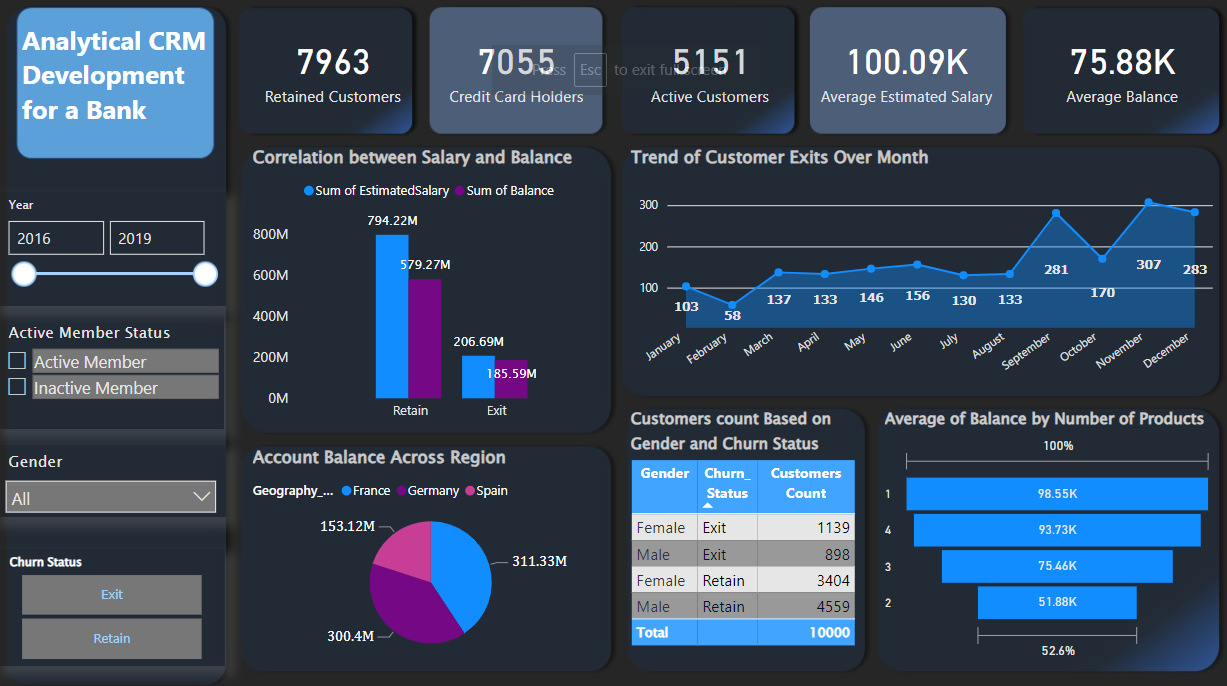 Analytical CRM
Development
for a Bank
7963
Retained Customers
7055
Credit Card Holders
5151
Active Customers
100.09K
Average Estimated Salary
75.88K
Average Balance
Press Esc to exit full screen
Year
2016 2019
Active Member Status
Active Member
Inactive Member
Gender
All
Churn Status
Exit
Retain
Correlation between Salary and Balance
Sum of EstimatedSalary Sum of Balance
800M
600M
400M
200M
0M
794.22M
579.27M
206.69M
185.59M
Retain Exit
Trend of Customer Exits Over Month
300
200
100
103 58 137 133 146 156 130 133 281 170 307 283
January February March April May June July August September October November December
Account Balance Across Region
Geography_... France Germany Spain
153.12M
311.33M
300.4M
Customers count Based on
Gender and Churn Status
Gender Churn_ Customers
Status Count
Female Exit 1139
Male Exit 898
Female Retain 3404
Male Retain 4559
Total 10000
Average of Balance by Number of Products
100%
1 98.55K
4 93.73K
3 75.46K
2 51.88K
52.6%